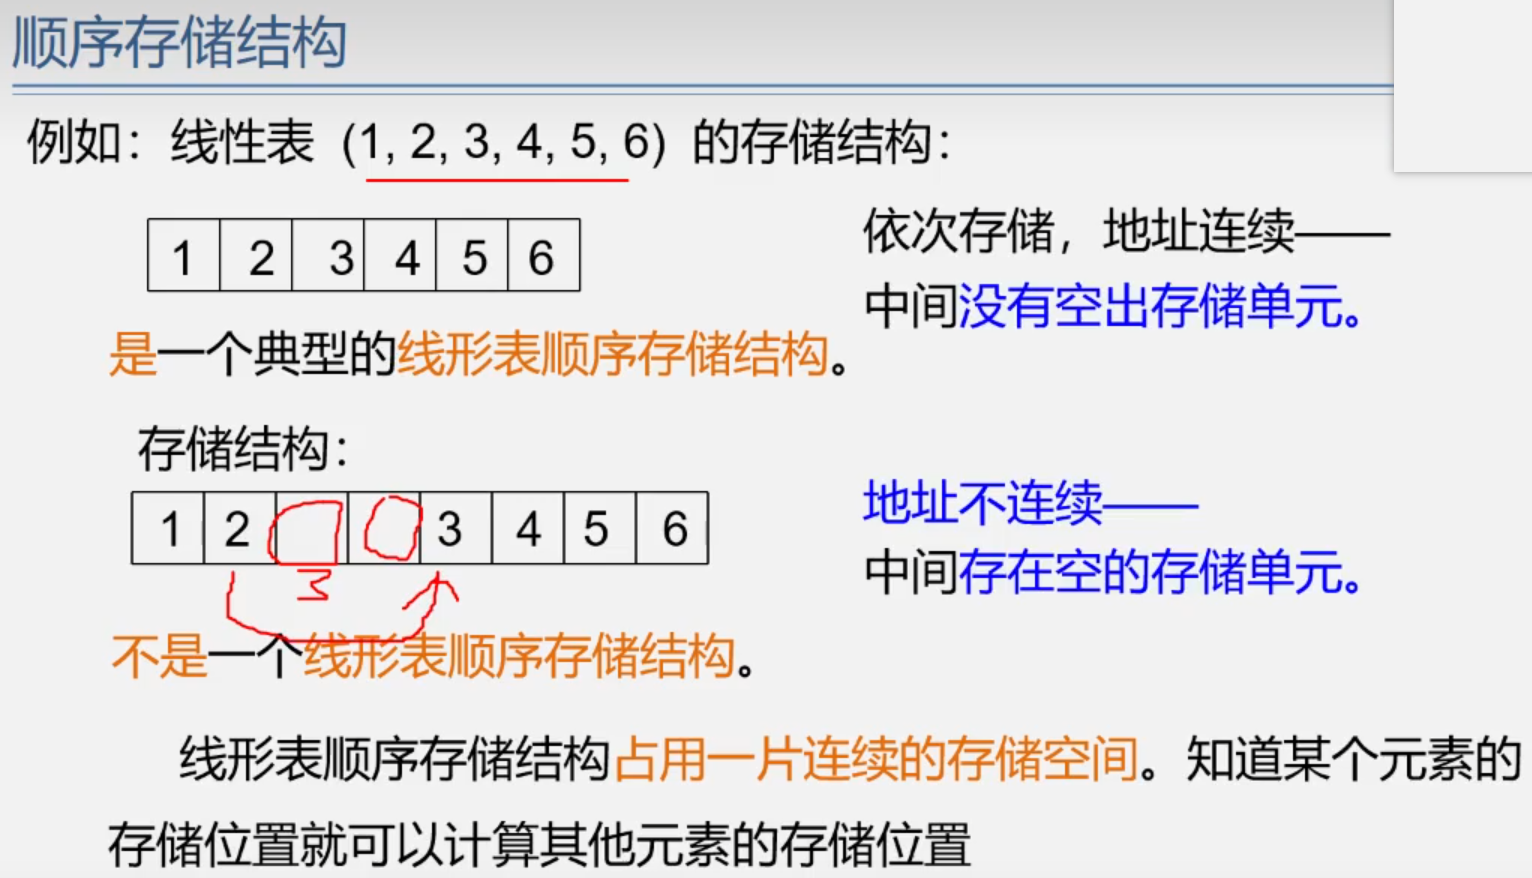 顺序存储结构
例如：线性表（1, 2, 3, 4, 5, 6）的存储结构：
1 2 3 4 5 6
依次存储，地址连续——
中间没有空出存储单元。
是一个典型的线形表顺序存储结构。
存储结构：
1 2 3 4 5 6
地址不连续——
中间存在空的存储单元。
不是一个线形表顺序存储结构。
线形表顺序存储结构占用一片连续的存储空间。知道某个元素的
存储位置就可以计算其他元素的存储位置